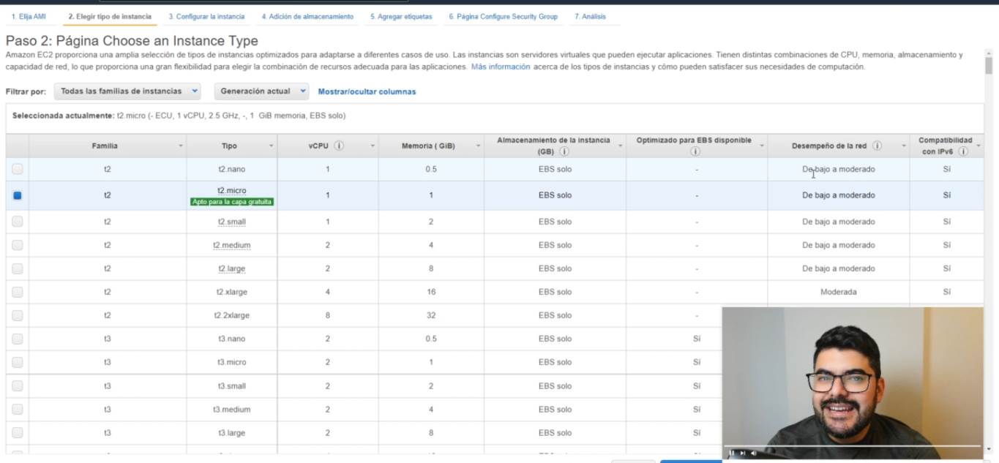 1. Elija AMI 2. Elegir tipo de instancia 3. Configurar la instancia 4. Adición de almacenamiento 5. Agregar etiquetas 6. Página Configure Security Group 7. Análisis
Paso 2: Página Choose an Instance Type
Amazon EC2 proporciona una amplia selección de tipos de instancias optimizados para adaptarse a diferentes casos de uso. Las instancias son servidores virtuales que pueden ejecutar aplicaciones. Tienen distintas combinaciones de CPU, memoria, almacenamiento y
capacidad de red, lo que proporciona una gran flexibilidad para elegir la combinación de recursos adecuada para las aplicaciones. Más información acerca de los tipos de instancias y cómo pueden satisfacer sus necesidades de computación.
Filtrar por: Todas las familias de instancias Generación actual Mostrar/ocultar columnas
Seleccionada actualmente: t2.micro (- ECU, 1 vCPU, 2.5 GHz, -, 1 GiB memoria, EBS solo)
Familia Tipo vCPU Memoria ( GiB) Almacenamiento de la instancia (GB) Optimizado para EBS disponible Desempeño de la red Compatibilidad con IPv6
t2 t2.nano 1 0.5 EBS solo - De bajo a moderado Sí
t2 t2.micro 1 1 EBS solo - De bajo a moderado Sí
Apto para la capa gratuita
t2 t2.small 1 2 EBS solo - De bajo a moderado Sí
t2 t2.medium 2 4 EBS solo - De bajo a moderado Sí
t2 t2.large 2 8 EBS solo - De bajo a moderado Sí
t2 t2.xlarge 4 16 EBS solo - Moderada Sí
t2 t2.2xlarge 8 32 EBS solo -
t3 t3.nano 2 0.5 EBS solo Sí
t3 t3.micro 2 1 EBS solo Sí
t3 t3.small 2 2 EBS solo Sí
t3 t3.medium 2 4 EBS solo Sí
t3 t3.large 2 8 EBS solo Sí